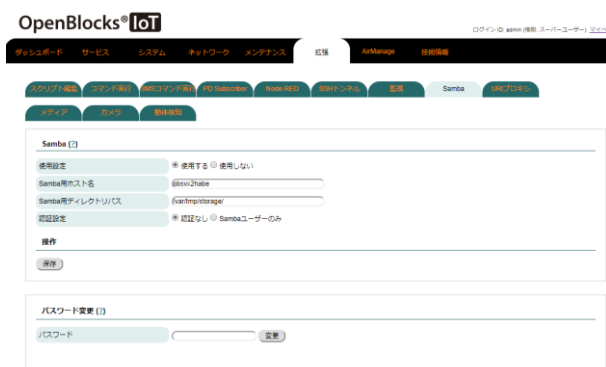 OpenBlocks® IoT
ログイン ID: admin (権限: スーパーユーザー) マイペ
ダッシュボード サービス システム ネットワーク メンテナンス 拡張 AirManage 技術情報
スクリプト編集 コマンド実行 SMSコマンド実行 PD Subscriber Node-RED SSHトンネル 監視 Samba URIプロキシ
メディア カメラ 動体検知
Samba (?)
使用設定 使用する 使用しない
Samba用ホスト名 obsvx2habe
Samba用ディレクトリパス /var/tmp/storage/
認証設定 認証なし Sambaユーザーのみ
操作
保存
パスワード変更 (?)
パスワード 変更